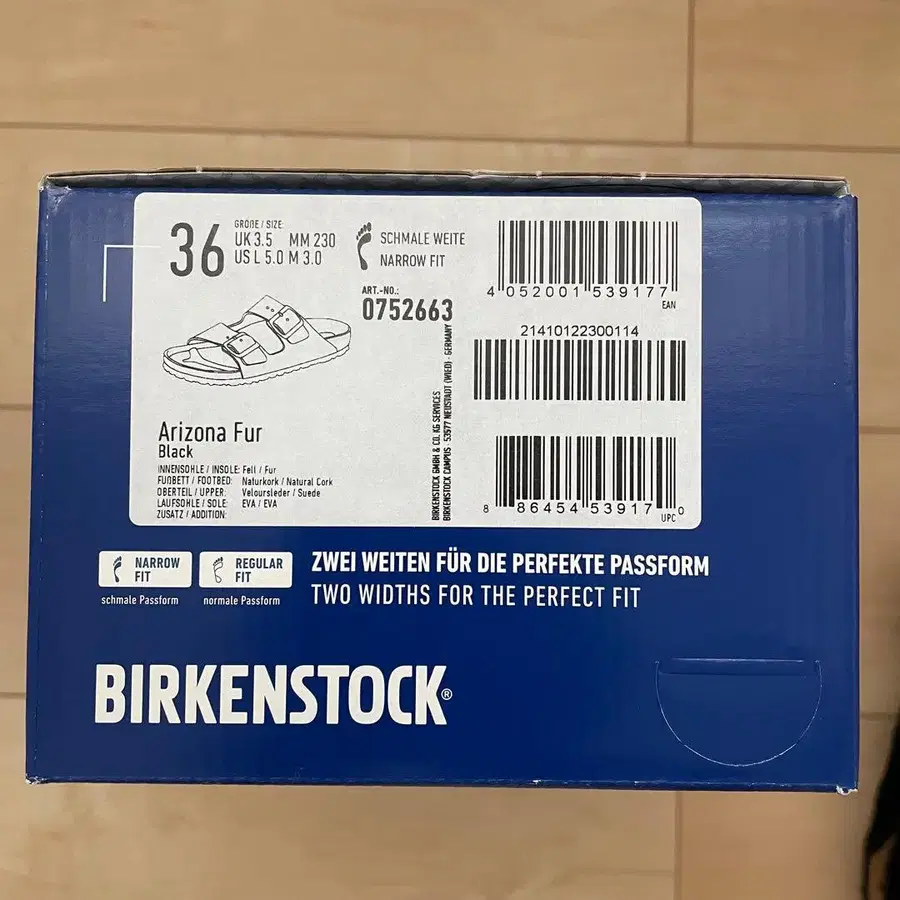 36
GRÖßE / SIZE
UK 3.5 MM 230
US L 5.0 M 3.0
SCHMALE WEITE
NARROW FIT
ART.-NO.:
0752663
4 052001 539177
EAN
21410122300114
8 86454 53917 0
UPC
Arizona Fur
Black
INNENSOHLE / INSOLE: Fell / Fur
FUßBETT / FOOTBED: Naturkork / Natural Cork
OBERTEIL / UPPER: Veloursleder / Suede
LAUFSOHLE / SOLE: EVA / EVA
ZUSATZ / ADDITION:
BIRKENSTOCK GMBH & CO. KG SERVICES
BIRKENSTOCK CAMPUS · 53577 NEUSTADT (WIED) · GERMANY
NARROW
FIT
schmale Passform
REGULAR
FIT
normale Passform
ZWEI WEITEN FÜR DIE PERFEKTE PASSFORM
TWO WIDTHS FOR THE PERFECT FIT
BIRKENSTOCK®